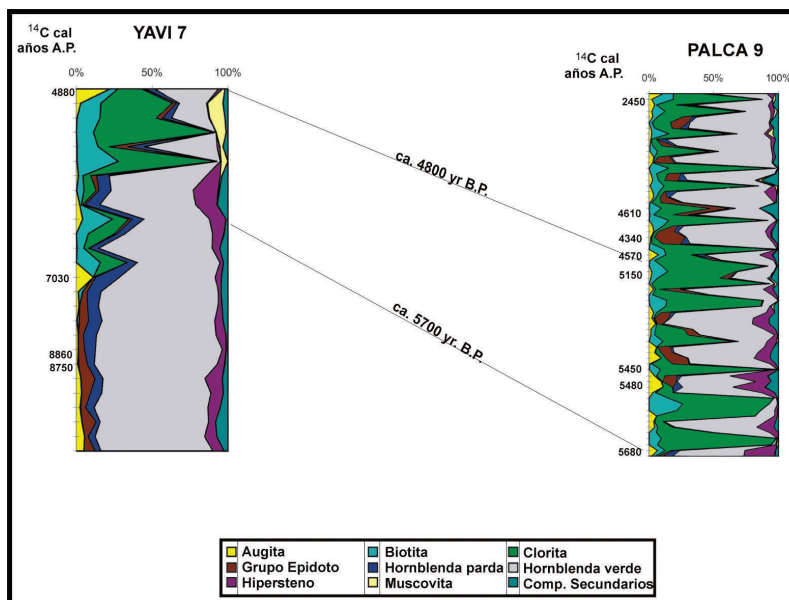 YAVI 7
¹⁴C cal
años A.P.
0% 50% 100%
4880
7030
8860
8750
ca. 4800 yr B.P.
ca. 5700 yr. B.P.
PALCA 9
¹⁴C cal
años A.P.
0% 50% 100%
2450
4610
4340
4570
5150
5450
5480
5680
Augita Biotita Clorita
Grupo Epidoto Hornblenda parda Hornblenda verde
Hipersteno Muscovita Comp. Secundarios